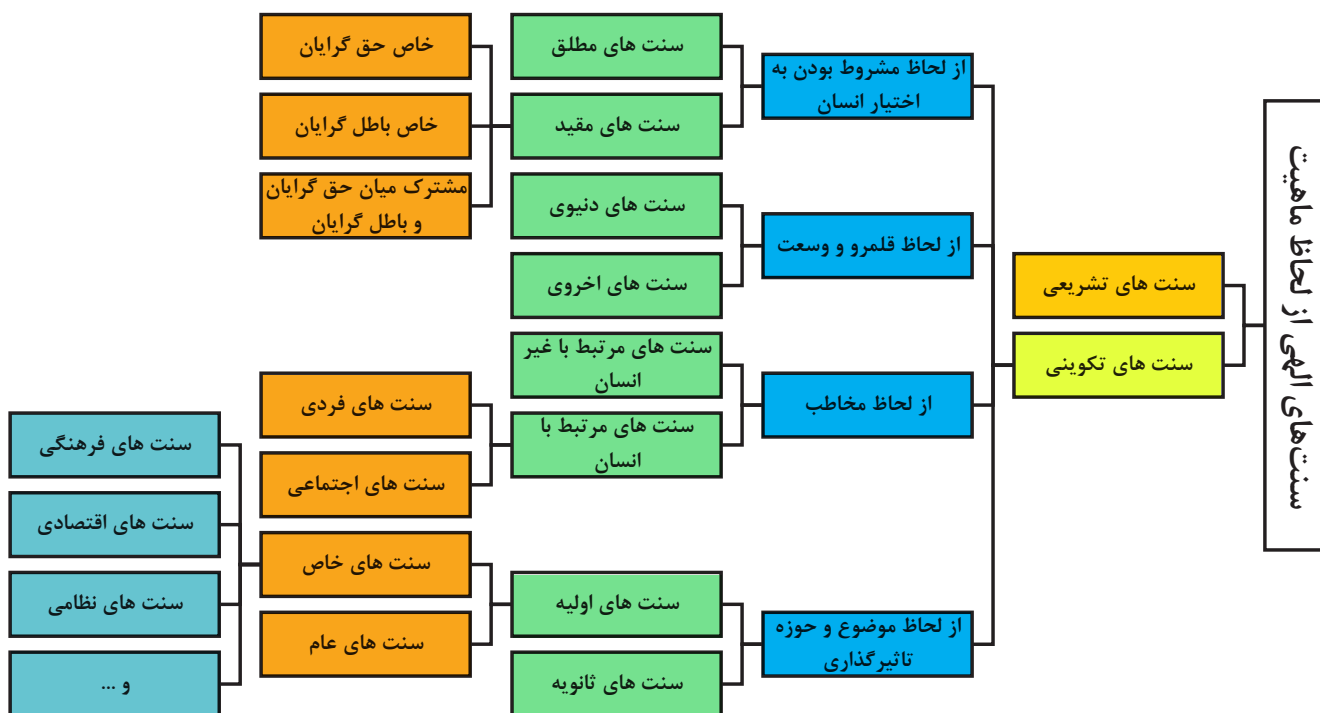 سنت‌های الهی از لحاظ ماهیت
سنت های تشریعی
سنت های تکوینی
از لحاظ مشروط بودن به
اختیار انسان
سنت های مطلق
سنت های مقید
خاص حق گرایان
خاص باطل گرایان
مشترک میان حق گرایان
و باطل گرایان
از لحاظ قلمرو و وسعت
سنت های دنیوی
سنت های اخروی
از لحاظ مخاطب
سنت های مرتبط با غیر
انسان
سنت های مرتبط با
انسان
سنت های فردی
سنت های اجتماعی
از لحاظ موضوع و حوزه
تاثیرگذاری
سنت های اولیه
سنت های ثانویه
سنت های خاص
سنت های عام
سنت های فرهنگی
سنت های اقتصادی
سنت های نظامی
و ...